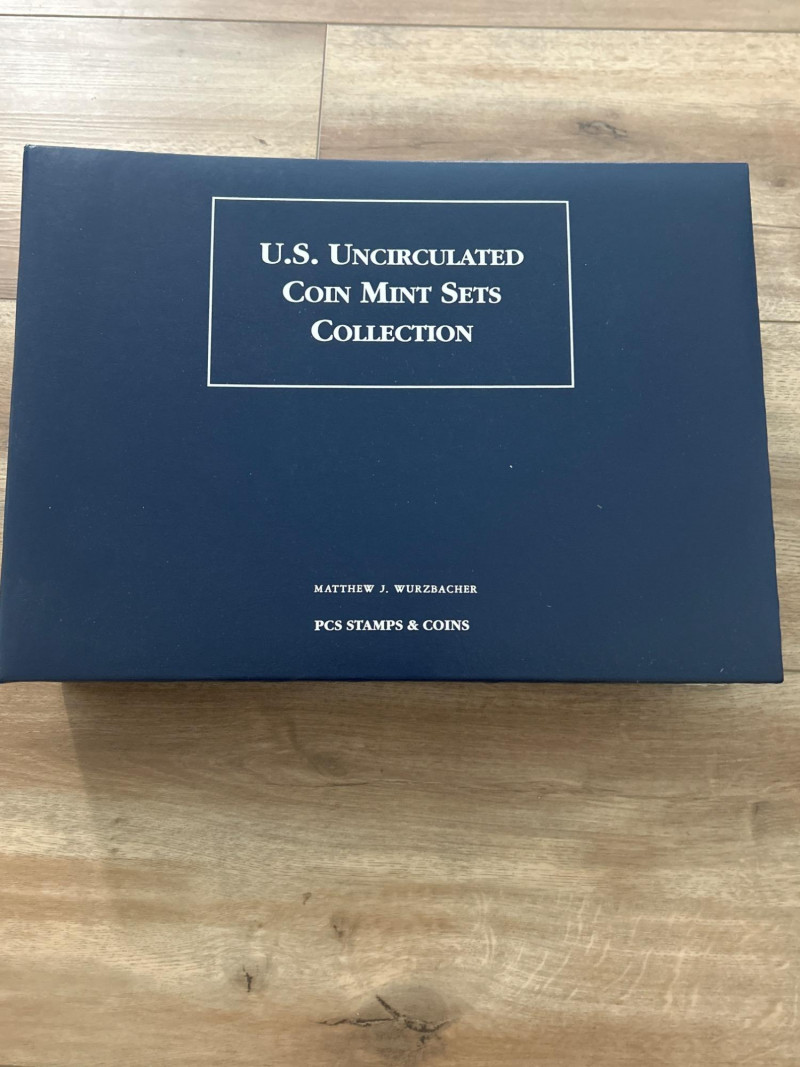 U.S. Uncirculated
Coin Mint Sets
Collection
MATTHEW J. WURZBACHER
PCS STAMPS & COINS